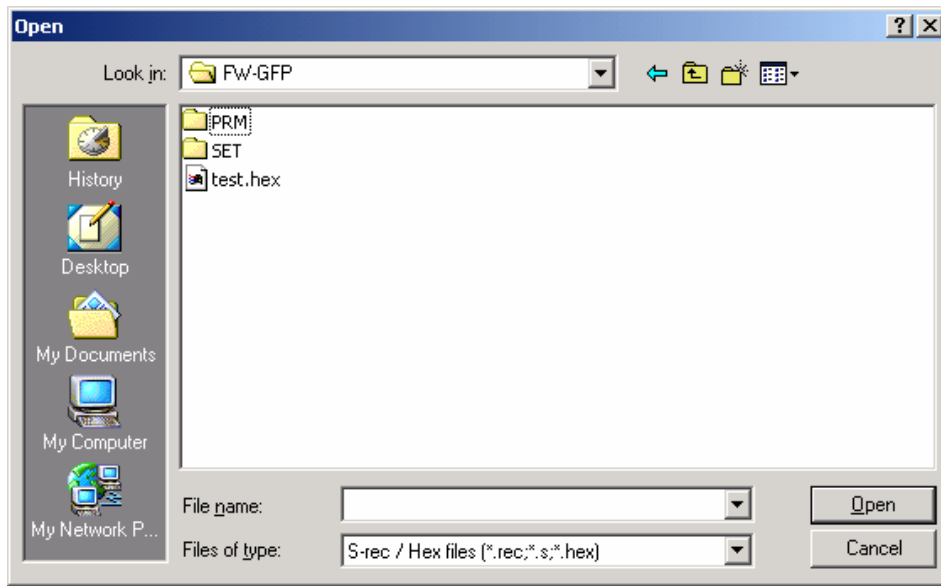 Open
Look in:
FW-GFP
PRM
SET
test.hex
History
Desktop
My Documents
My Computer
My Network P...
File name:
Open
Files of type:
S-rec / Hex files (*.rec;*.s;*.hex)
Cancel